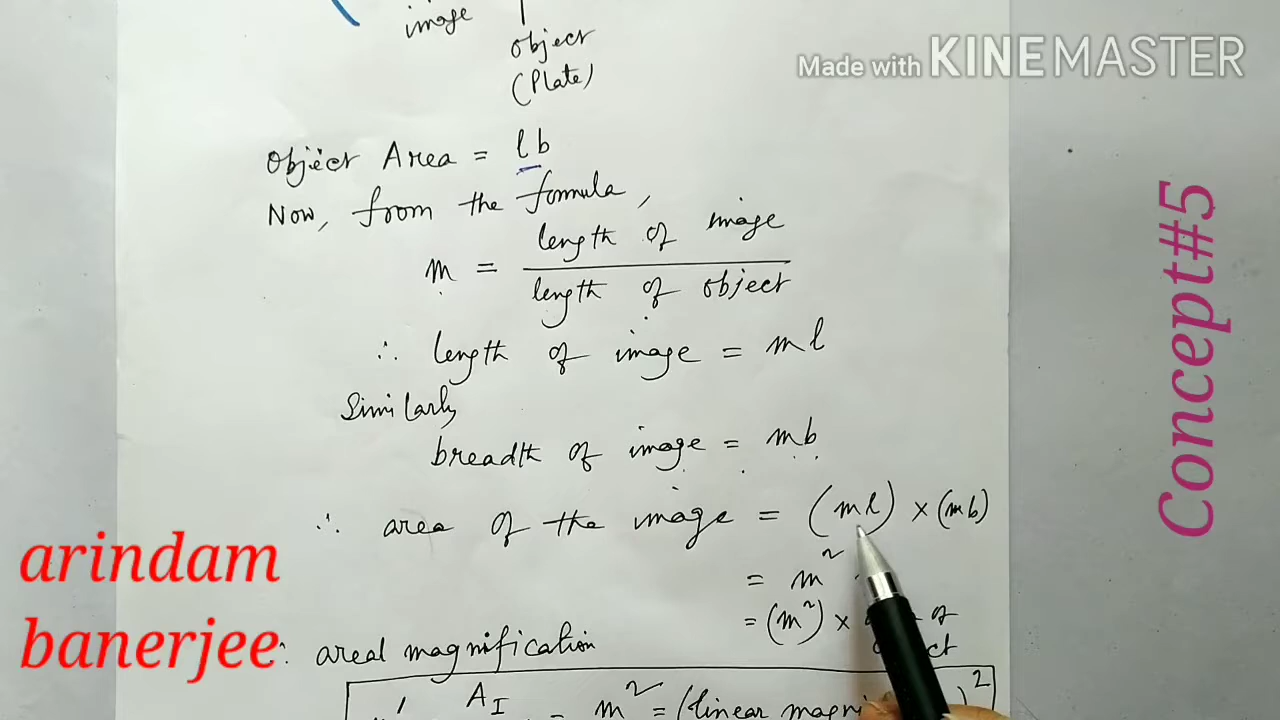 image
object
(Plate)
Made with KINEMASTER
Object Area = lb
Now, from the formula,
m = length of image
length of object
∴ length of image = ml
Similarly
breadth of image = mb
∴ area of the image = (ml) × (mb)
= m²
= (m²) × of
∴ areal magnification
A_I = m² = (linear )²
Concept#5
arindam
banerjee